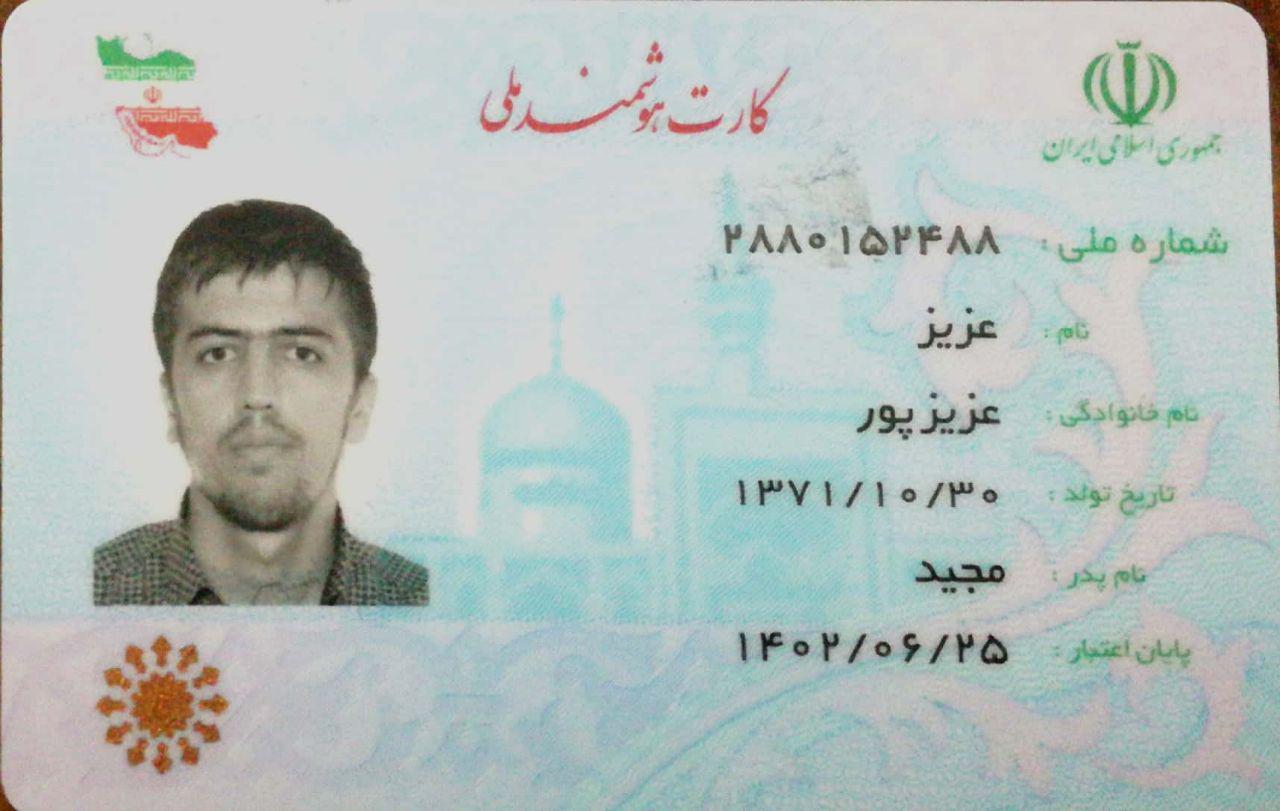 جمهوری اسلامی ایران
کارت هوشمند ملی
شماره ملی : ۲۸۸۰۱۵۲۴۸۸
نام : عزیز
نام خانوادگی : عزیزپور
تاریخ تولد : ۱۳۷۱/۱۰/۳۰
نام پدر : مجید
پایان اعتبار : ۱۴۰۲/۰۶/۲۵